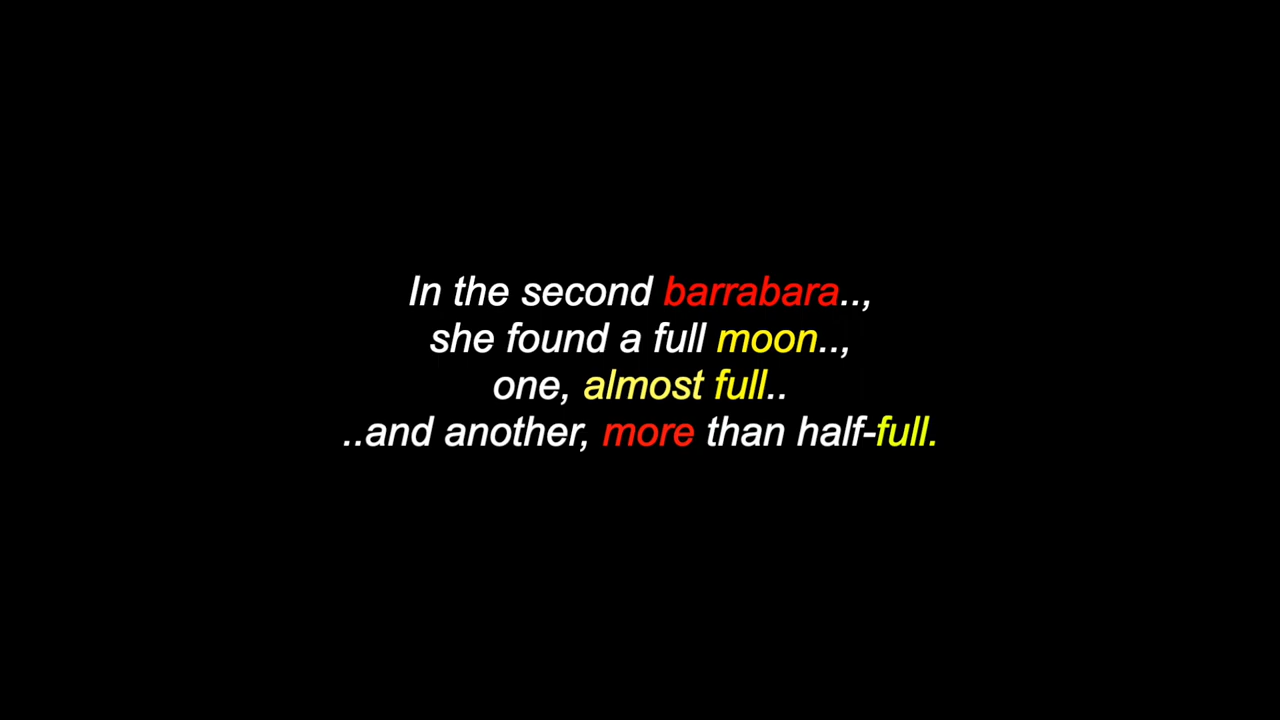 In the second barrabara..,
she found a full moon..,
one, almost full..
..and another, more than half-full.